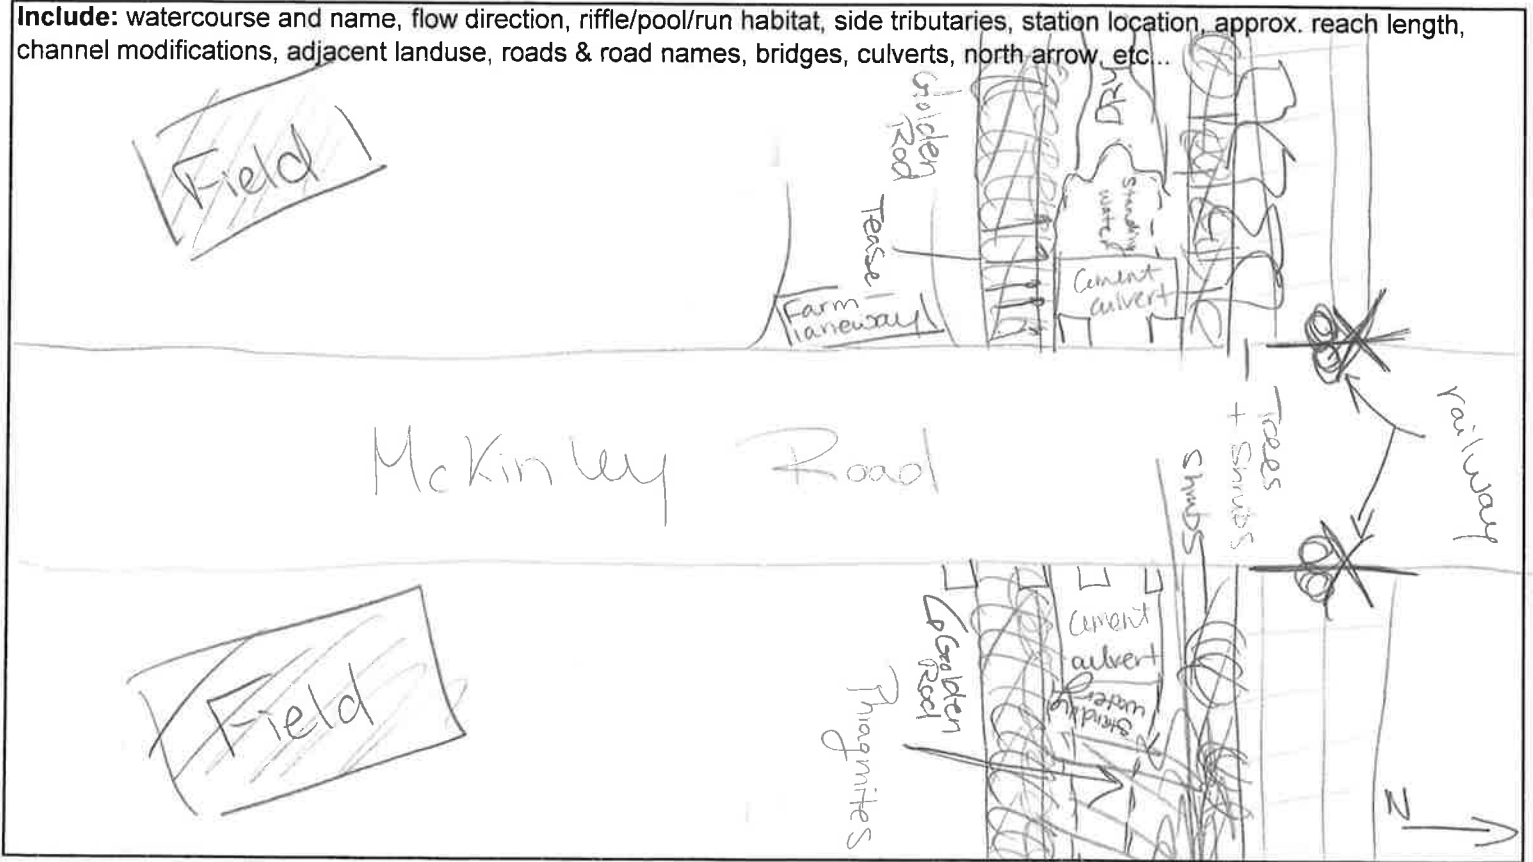 Include: watercourse and name, flow direction, riffle/pool/run habitat, side tributaries, station location, approx. reach length,
channel modifications, adjacent landuse, roads & road names, bridges, culverts, north arrow, etc...
Field
Golden
Rod
Tease
Farm
laneway
DRY
Standing
water
Cement
culvert
McKinley Road
Shrubs
Trees
+ Shrubs
railway
Field
Golden
Rod
Phragmites
Cement
culvert
Standing
water
N